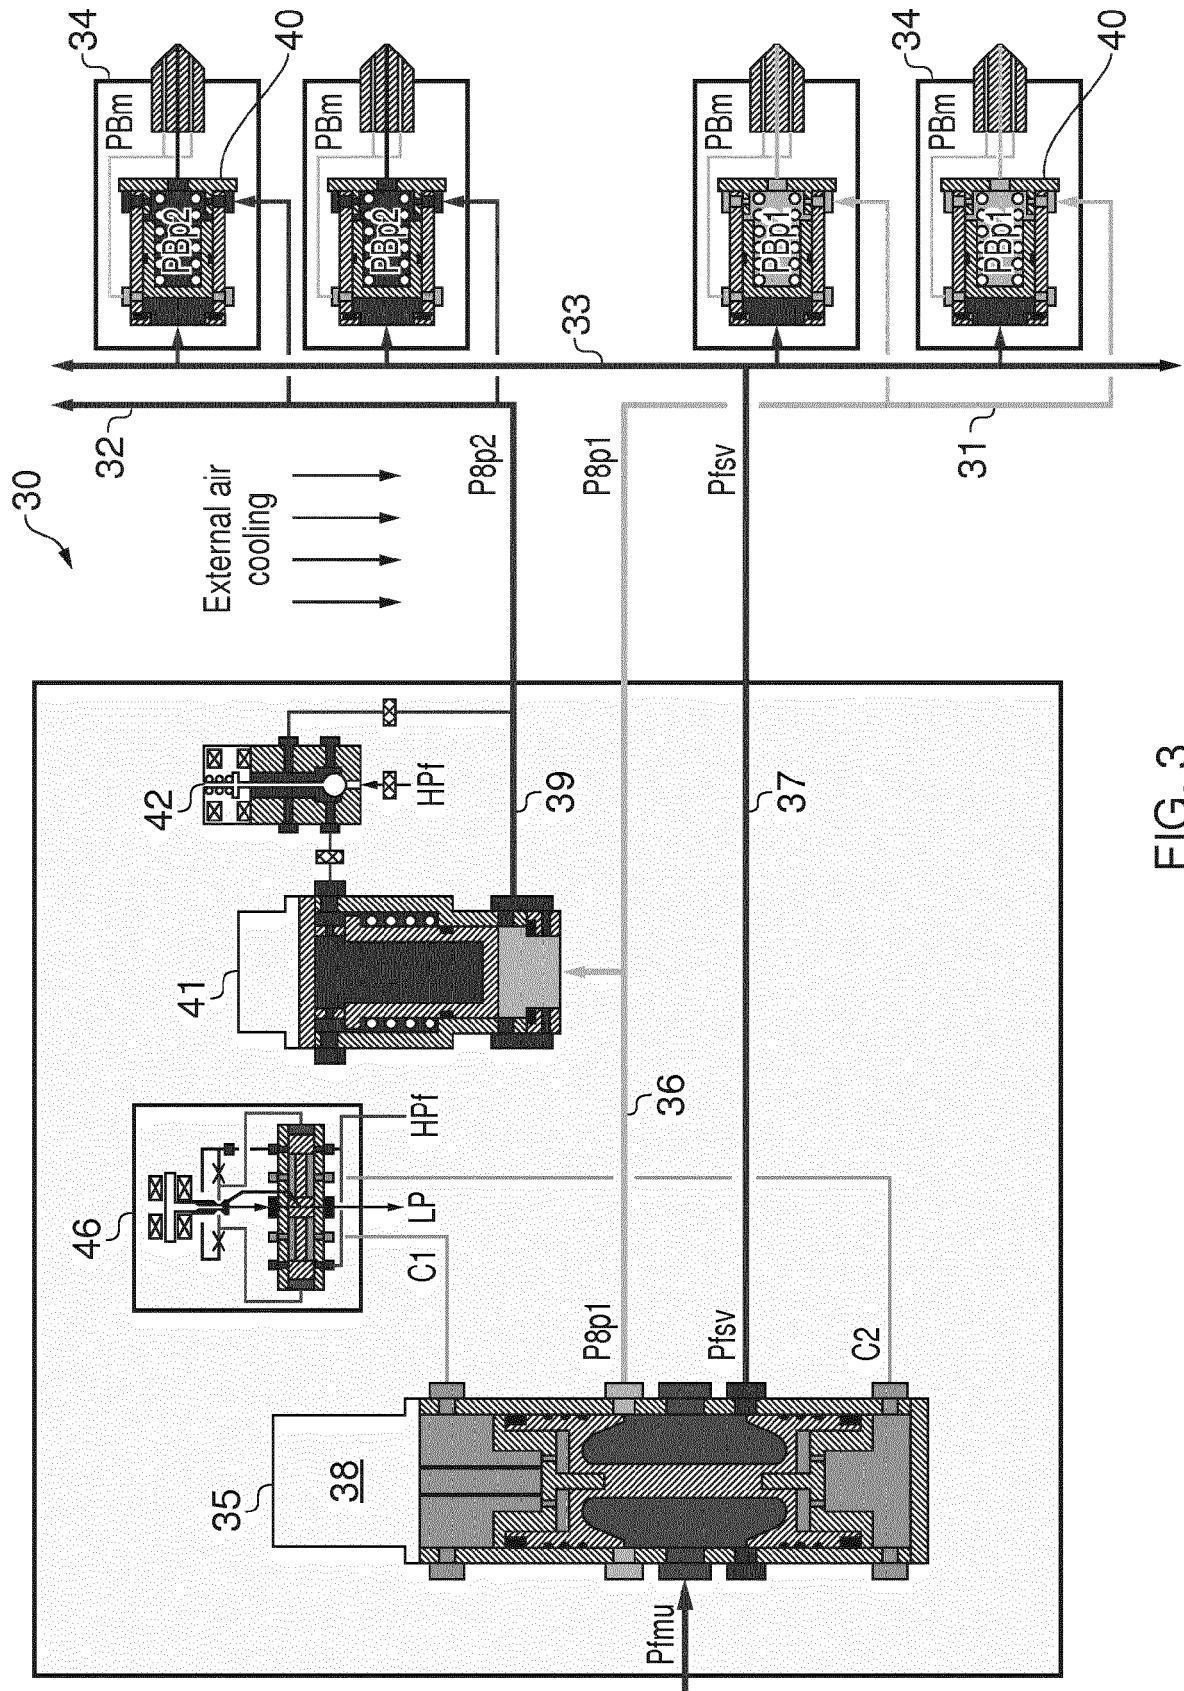 30
34
46
32
PBm
42
PBp2
41
External air
cooling
35
40
PBm
38
PBp2
C1
LP
HPf
HPf
P8p2
39
P8p1
P8p1
33
Pfmu
36
Pfsv
Pfsv
PBm
PBp1
37
C2
34
PBm
31
PBp1
40
FIG. 3